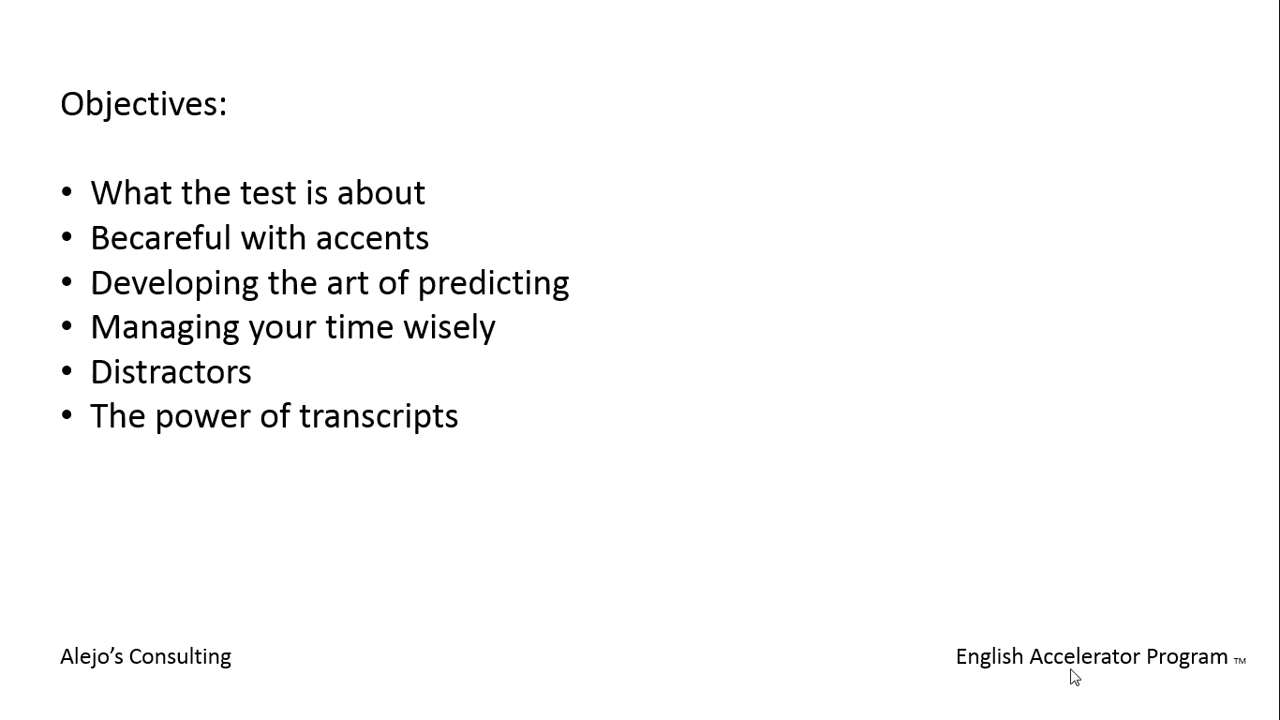 Objectives:
• What the test is about
• Becareful with accents
• Developing the art of predicting
• Managing your time wisely
• Distractors
• The power of transcripts
Alejo’s Consulting
English Accelerator Program ™